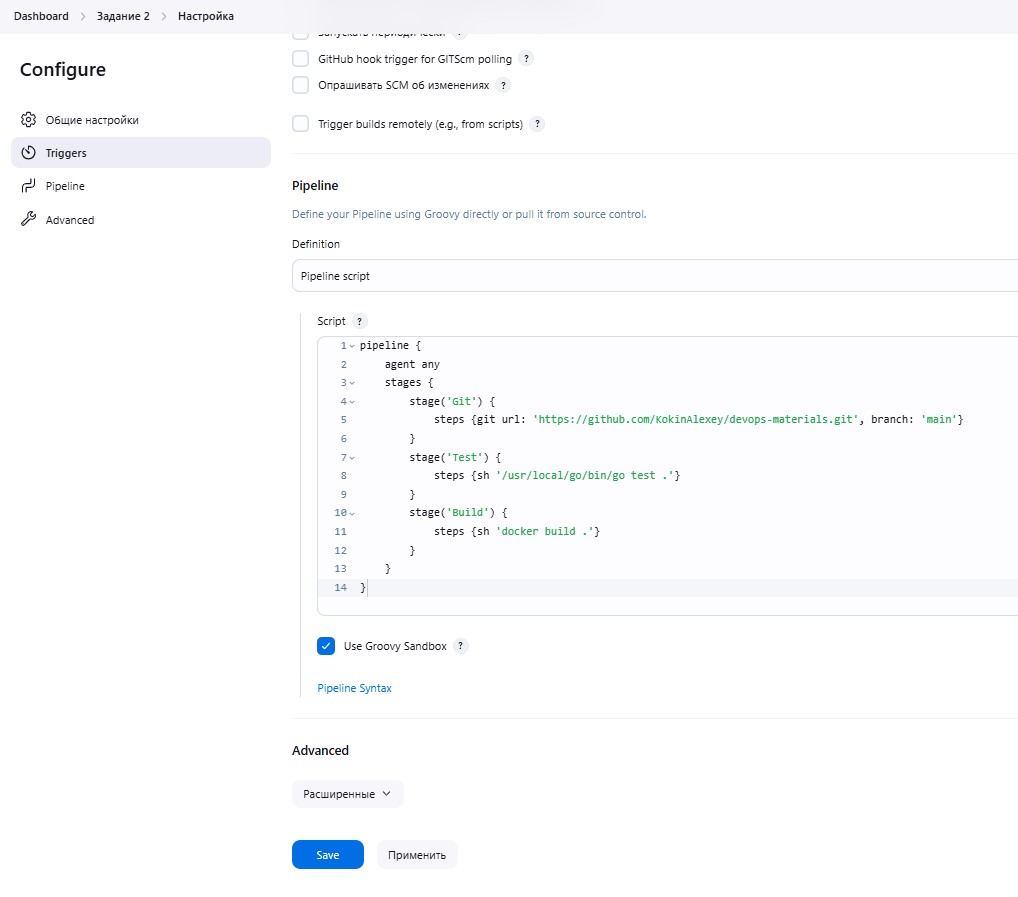 Dashboard > Задание 2 > Настройка
Configure
Общие настройки
Triggers
Pipeline
Advanced
Запускать периодически ?
GitHub hook trigger for GITScm polling ?
Опрашивать SCM об изменениях ?
Trigger builds remotely (e.g., from scripts) ?
Pipeline
Define your Pipeline using Groovy directly or pull it from source control.
Definition
Pipeline script
Script ?
1 pipeline {
2 agent any
3 stages {
4 stage('Git') {
5 steps {git url: 'https://github.com/KokinAlexey/devops-materials.git', branch: 'main'}
6 }
7 stage('Test') {
8 steps {sh '/usr/local/go/bin/go test .'}
9 }
10 stage('Build') {
11 steps {sh 'docker build .'}
12 }
13 }
14 }
Use Groovy Sandbox ?
Pipeline Syntax
Advanced
Расширенные
Save
Применить